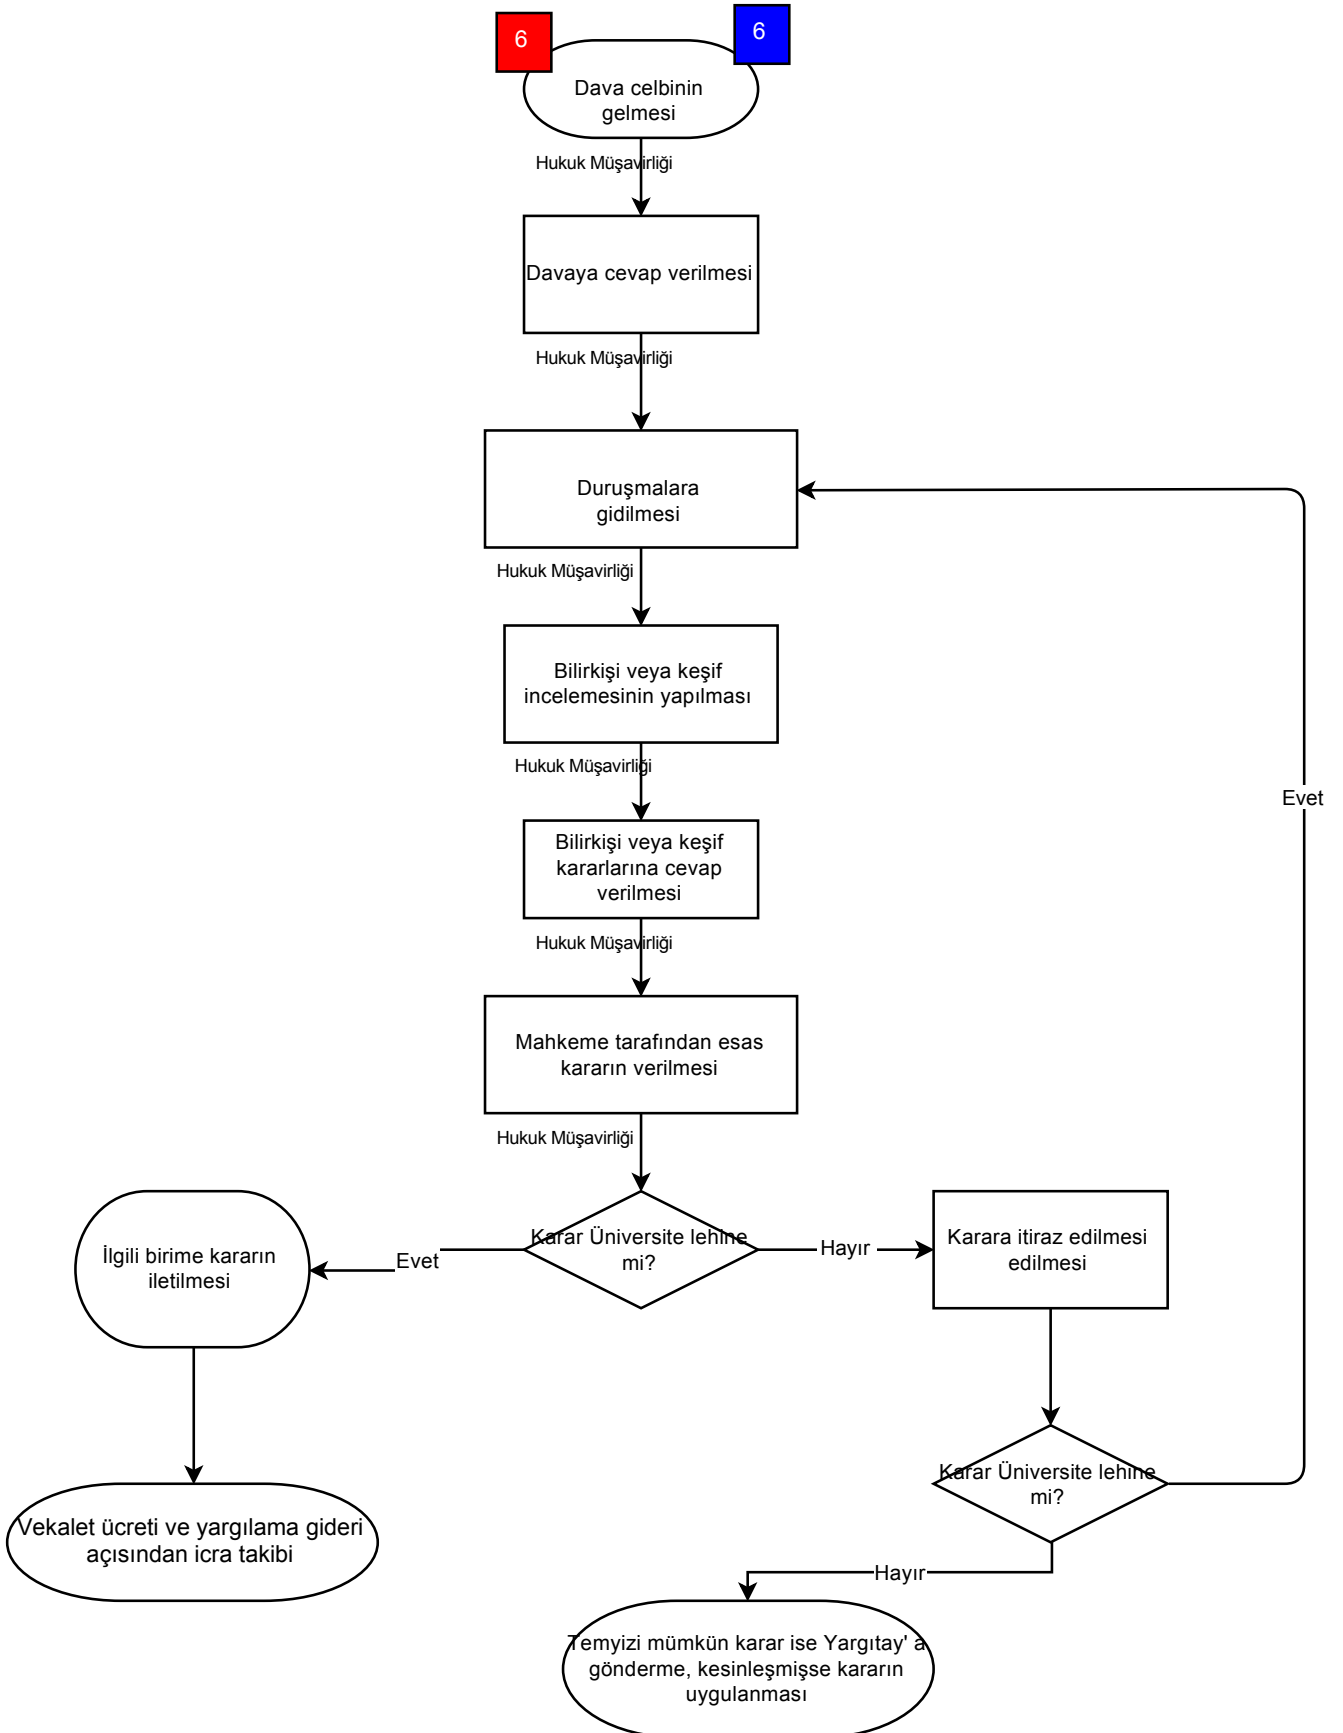 6
6
Dava celbinin
gelmesi
Hukuk Müşavirliği
Davaya cevap verilmesi
Hukuk Müşavirliği
Duruşmalara
gidilmesi
Hukuk Müşavirliği
Bilirkişi veya keşif
incelemesinin yapılması
Hukuk Müşavirliği
Evet
Bilirkişi veya keşif
kararlarına cevap
verilmesi
Hukuk Müşavirliği
Mahkeme tarafından esas
kararın verilmesi
Hukuk Müşavirliği
Karar Üniversite lehine
mi?
Evet
Hayır
İlgili birime kararın
iletilmesi
Karara itiraz edilmesi
edilmesi
Karar Üniversite lehine
mi?
Vekalet ücreti ve yargılama gideri
açısından icra takibi
Hayır
Temyizi mümkün karar ise Yargıtay' a
gönderme, kesinleşmişse kararın
uygulanması